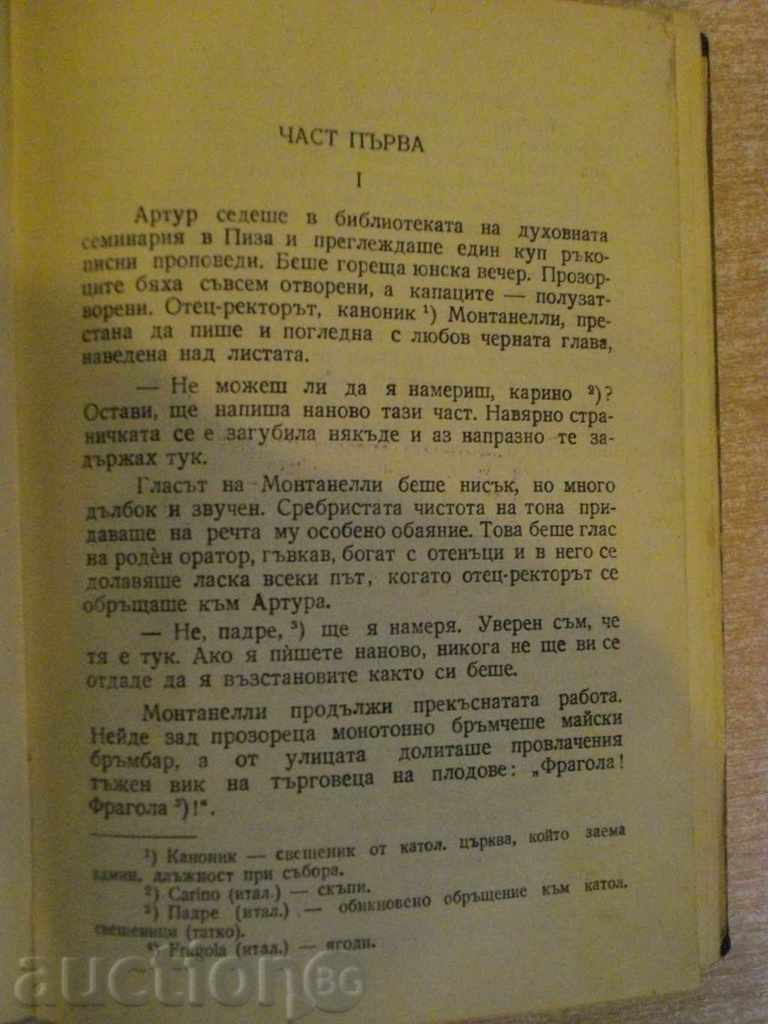 ЧАСТ ПЪРВА
I
Артур седеше в библиотеката на духовната
семинария в Пиза и преглеждаше един куп ръко-
писни проповеди. Беше гореща юнска вечер. Прозор-
ците бяха съвсем отворени, а капаците — полузат-
ворени. Отец-ректорът, каноник ¹) Монтанелли, пре-
стана да пише и погледна с любов черната глава,
наведена над листата.
— Не можеш ли да я намериш, карино ²)?
Остави, ще напиша наново тази част. Навярно стра-
ничката се е загубила някъде и аз напразно те за-
държах тук.
Гласът на Монтанелли беше нисък, но много
дълбок и звучен. Сребристата чистота на тона при-
даваше на речта му особено обаяние. Това беше глас
на родѐн оратор, гъвкав, богат с отенъци и в него се
долавяше ласка всеки път, когато отец-ректорът се
обръщаше към Артура.
— Не, падре, ³) ще я намеря. Уверен съм, че
тя е тук. Ако я пѝшете наново, никога не ще ви се
отдаде да я възстановите както си беше.
Монтанелли продължи прекъснатата работа.
Нейде зад прозореца монотонно бръмчеше майски
бръмбар, а от улицата долиташе провлачения
тъжен вик на търговеца на плодове: „Фрагола!
Фрагола ²)!“.
¹) Каноник — свещеник от катол. църква, който заема
админ. длъжност при събора.
²) Carino (итал.) — скъпи.
³) Падре (итал.) — обикновено обръщение към катол.
свещеници (татко).
⁴) Fragola (итал.) — ягоди.
auctionBG